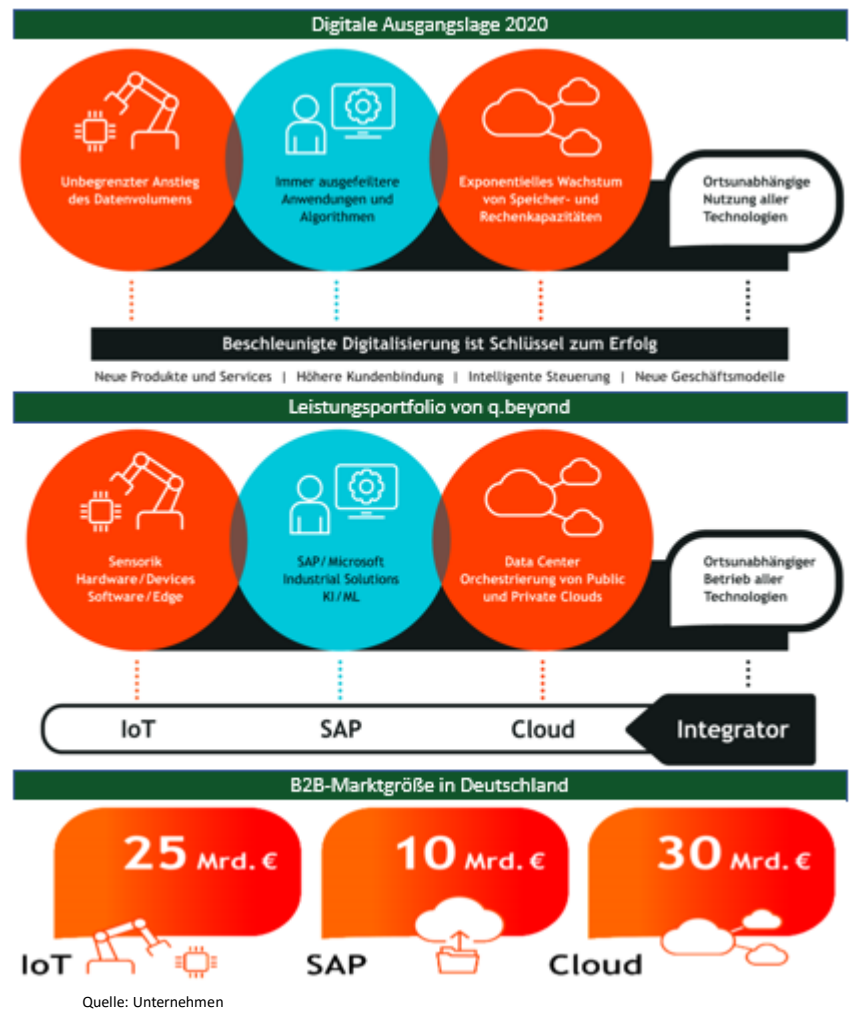 Digitale Ausgangslage 2020
Unbegrenzter Anstieg
des Datenvolumens
Immer ausgefeiltere
Anwendungen und
Algorithmen
Exponentielles Wachstum
von Speicher- und
Rechenkapazitäten
Ortsunabhängige
Nutzung aller
Technologien
Beschleunigte Digitalisierung ist Schlüssel zum Erfolg
Neue Produkte und Services | Höhere Kundenbindung | Intelligente Steuerung | Neue Geschäftsmodelle
Leistungsportfolio von q.beyond
Sensorik
Hardware/Devices
Software/Edge
SAP/Microsoft
Industrial Solutions
KI/ML
Data Center
Orchestrierung von Public
und Private Clouds
Ortsunabhängiger
Betrieb aller
Technologien
IoT
SAP
Cloud
Integrator
B2B-Marktgröße in Deutschland
25 Mrd. €
10 Mrd. €
30 Mrd. €
IoT
SAP
Cloud
Quelle: Unternehmen